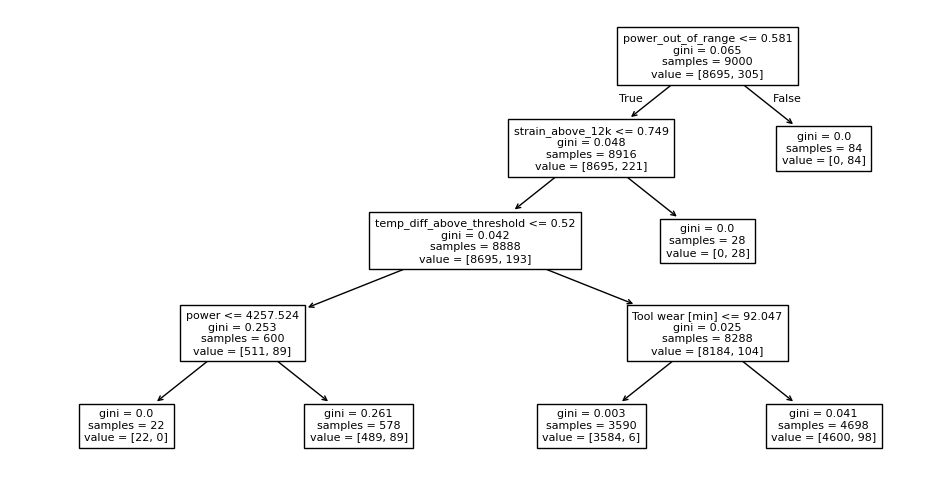 power_out_of_range <= 0.581
gini = 0.065
samples = 9000
value = [8695, 305]
True
False
strain_above_12k <= 0.749
gini = 0.048
samples = 8916
value = [8695, 221]
gini = 0.0
samples = 84
value = [0, 84]
temp_diff_above_threshold <= 0.52
gini = 0.042
samples = 8888
value = [8695, 193]
gini = 0.0
samples = 28
value = [0, 28]
power <= 4257.524
gini = 0.253
samples = 600
value = [511, 89]
Tool wear [min] <= 92.047
gini = 0.025
samples = 8288
value = [8184, 104]
gini = 0.0
samples = 22
value = [22, 0]
gini = 0.261
samples = 578
value = [489, 89]
gini = 0.003
samples = 3590
value = [3584, 6]
gini = 0.041
samples = 4698
value = [4600, 98]